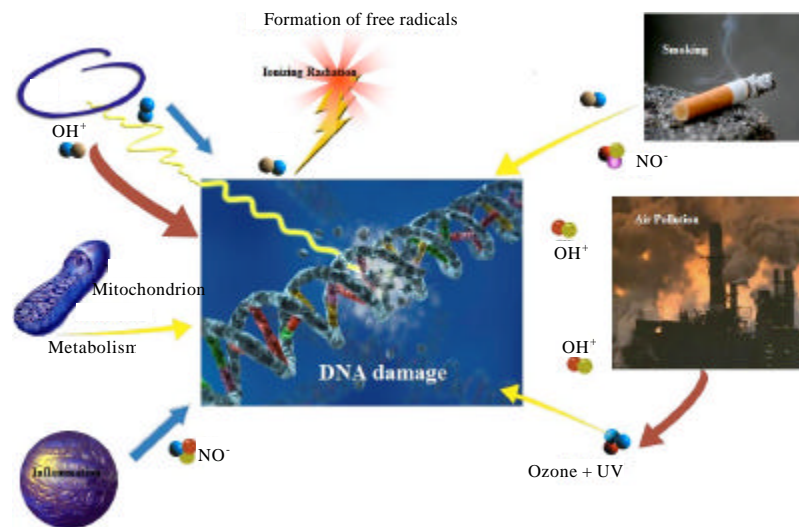 Formation of free radicals
Ionizing Radiation
Smoking
OH⁺
NO⁻
Air Pollution
OH⁺
Mitochondrion
Metabolism
OH⁺
DNA damage
Inflammation
NO⁻
Ozone + UV